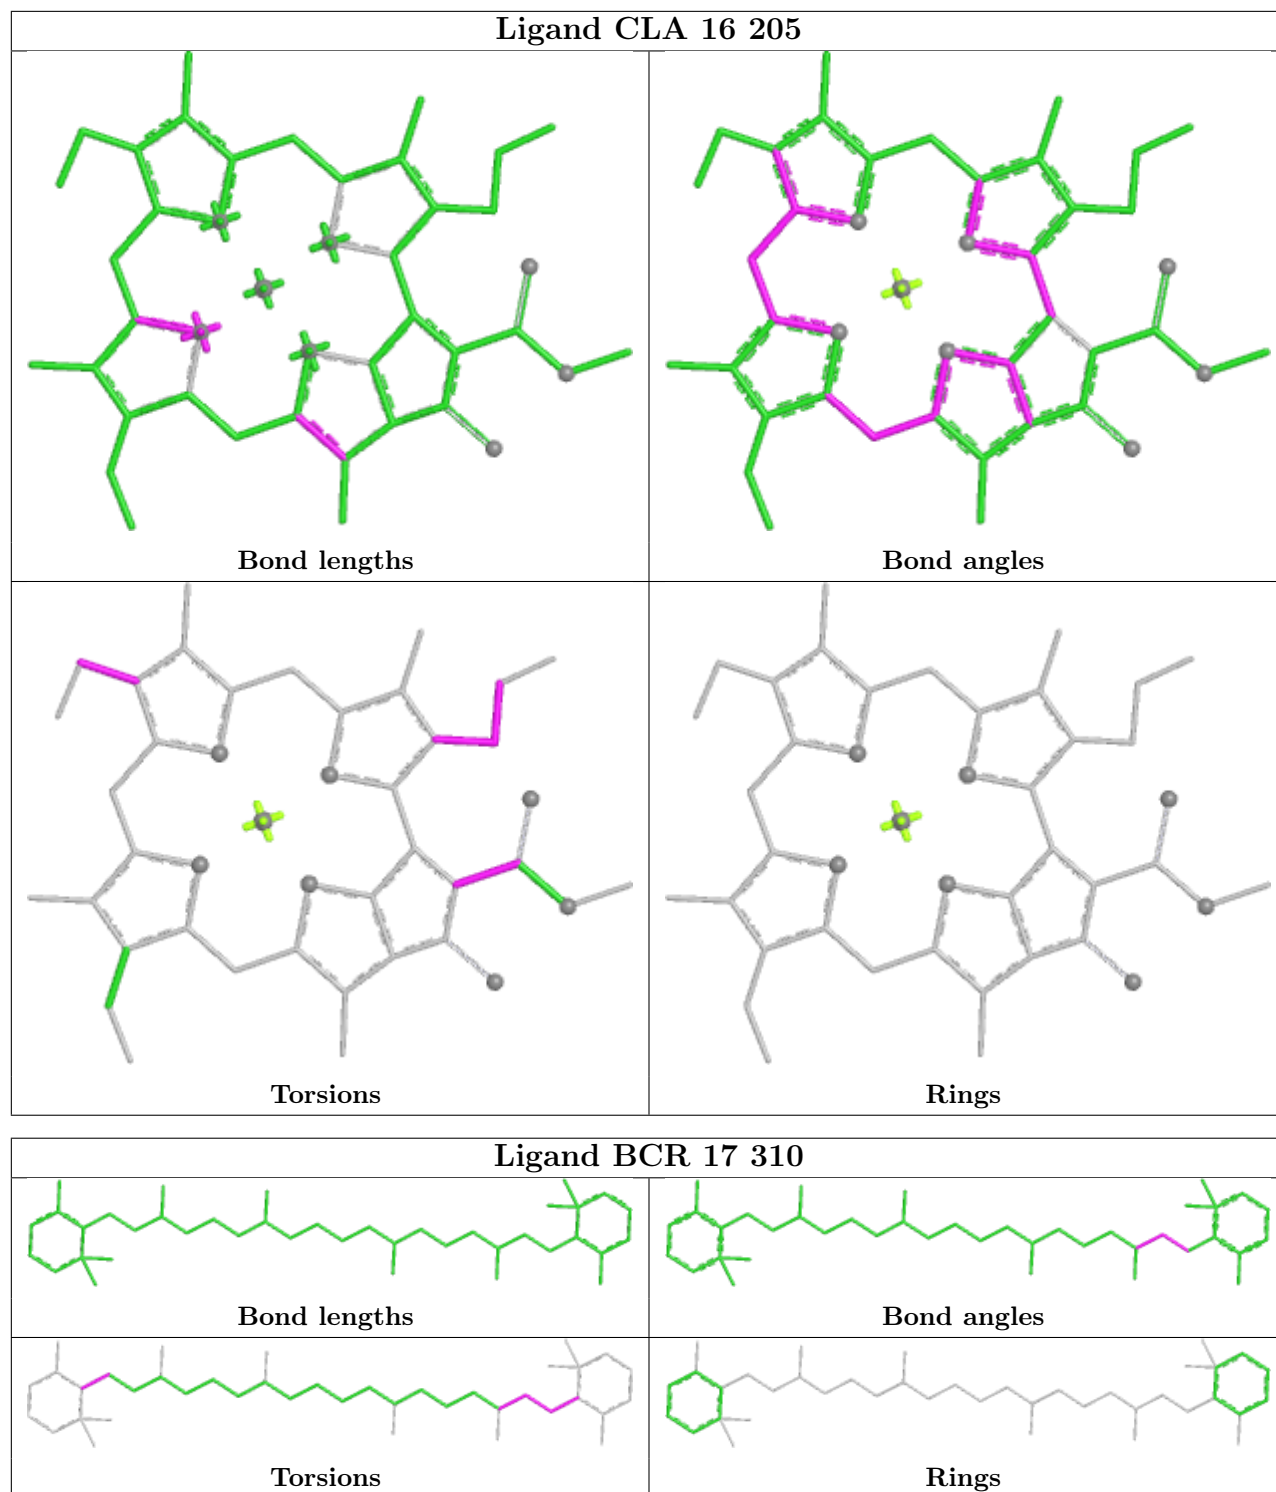 Ligand CLA 16 205
Bond lengths
Bond angles
Torsions
Rings
Ligand BCR 17 310
Bond lengths
Bond angles
Torsions
Rings